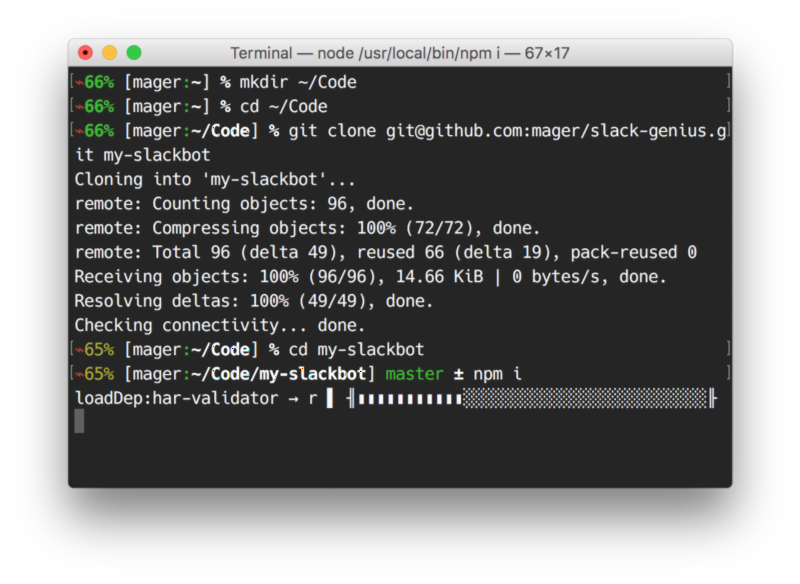 Terminal — node /usr/local/bin/npm i — 67×17
[⌁66% [mager:~] % mkdir ~/Code ]
[⌁66% [mager:~] % cd ~/Code ]
[⌁66% [mager:~/Code] % git clone git@github.com:mager/slack-genius.g]
it my-slackbot
Cloning into 'my-slackbot'...
remote: Counting objects: 96, done.
remote: Compressing objects: 100% (72/72), done.
remote: Total 96 (delta 49), reused 66 (delta 19), pack-reused 0
Receiving objects: 100% (96/96), 14.66 KiB | 0 bytes/s, done.
Resolving deltas: 100% (49/49), done.
Checking connectivity... done.
[⌁65% [mager:~/Code] % cd my-slackbot ]
[⌁65% [mager:~/Code/my-slackbot] master ± npm i ]
loadDep:har-validator → r ▌ ╢▮▮▮▮▮▮▮▮▮▮▮░░░░░░░░░░░░░░░░░░░░░░░░░╟